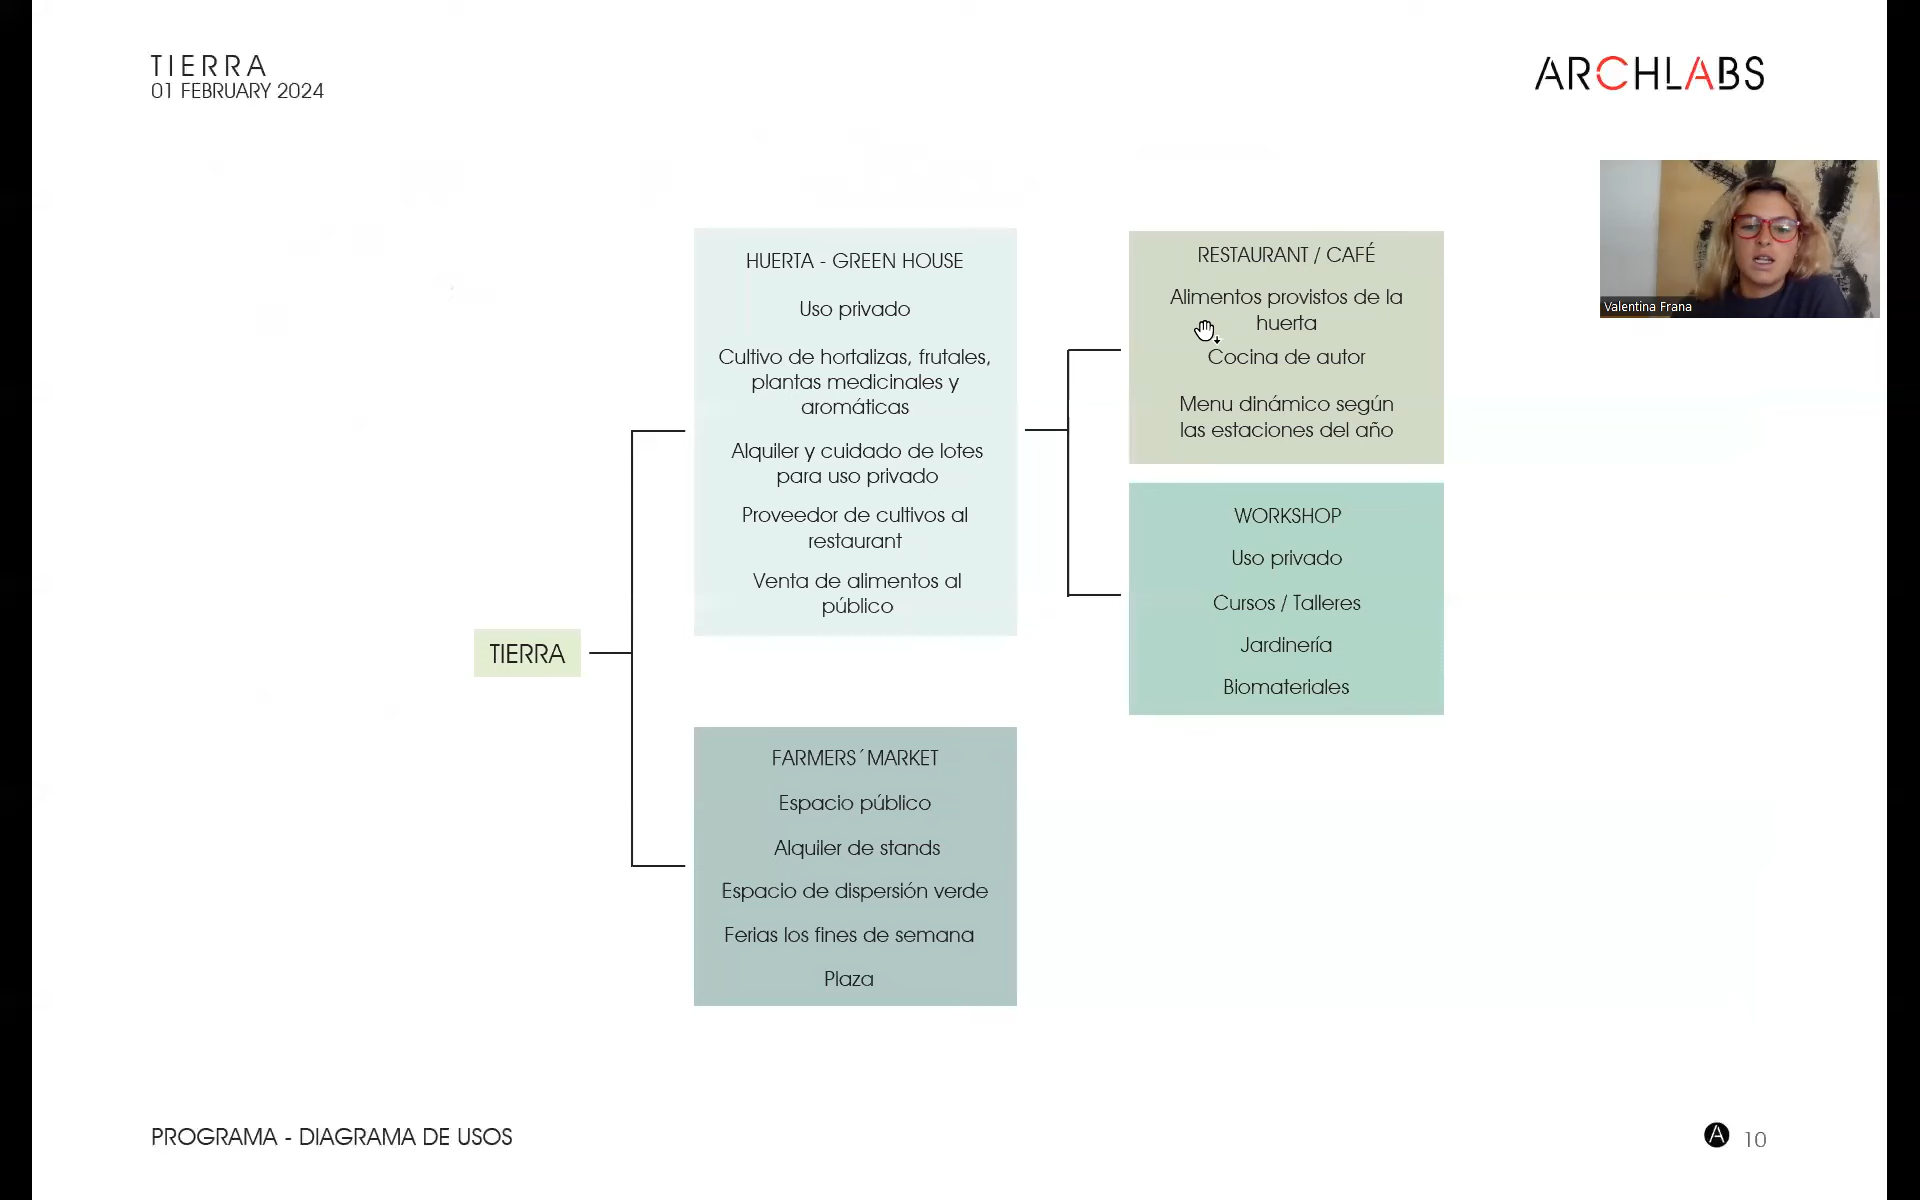 TIERRA
01 FEBRUARY 2024
ARCHLABS
Valentina Frana
HUERTA - GREEN HOUSE
Uso privado
Cultivo de hortalizas, frutales,
plantas medicinales y
aromáticas
Alquiler y cuidado de lotes
para uso privado
Proveedor de cultivos al
restaurant
Venta de alimentos al
público
RESTAURANT / CAFÉ
Alimentos provistos de la
huerta
Cocina de autor
Menu dinámico según
las estaciones del año
WORKSHOP
Uso privado
Cursos / Talleres
Jardinería
Biomateriales
TIERRA
FARMERS´MARKET
Espacio público
Alquiler de stands
Espacio de dispersión verde
Ferias los fines de semana
Plaza
PROGRAMA - DIAGRAMA DE USOS
A 10